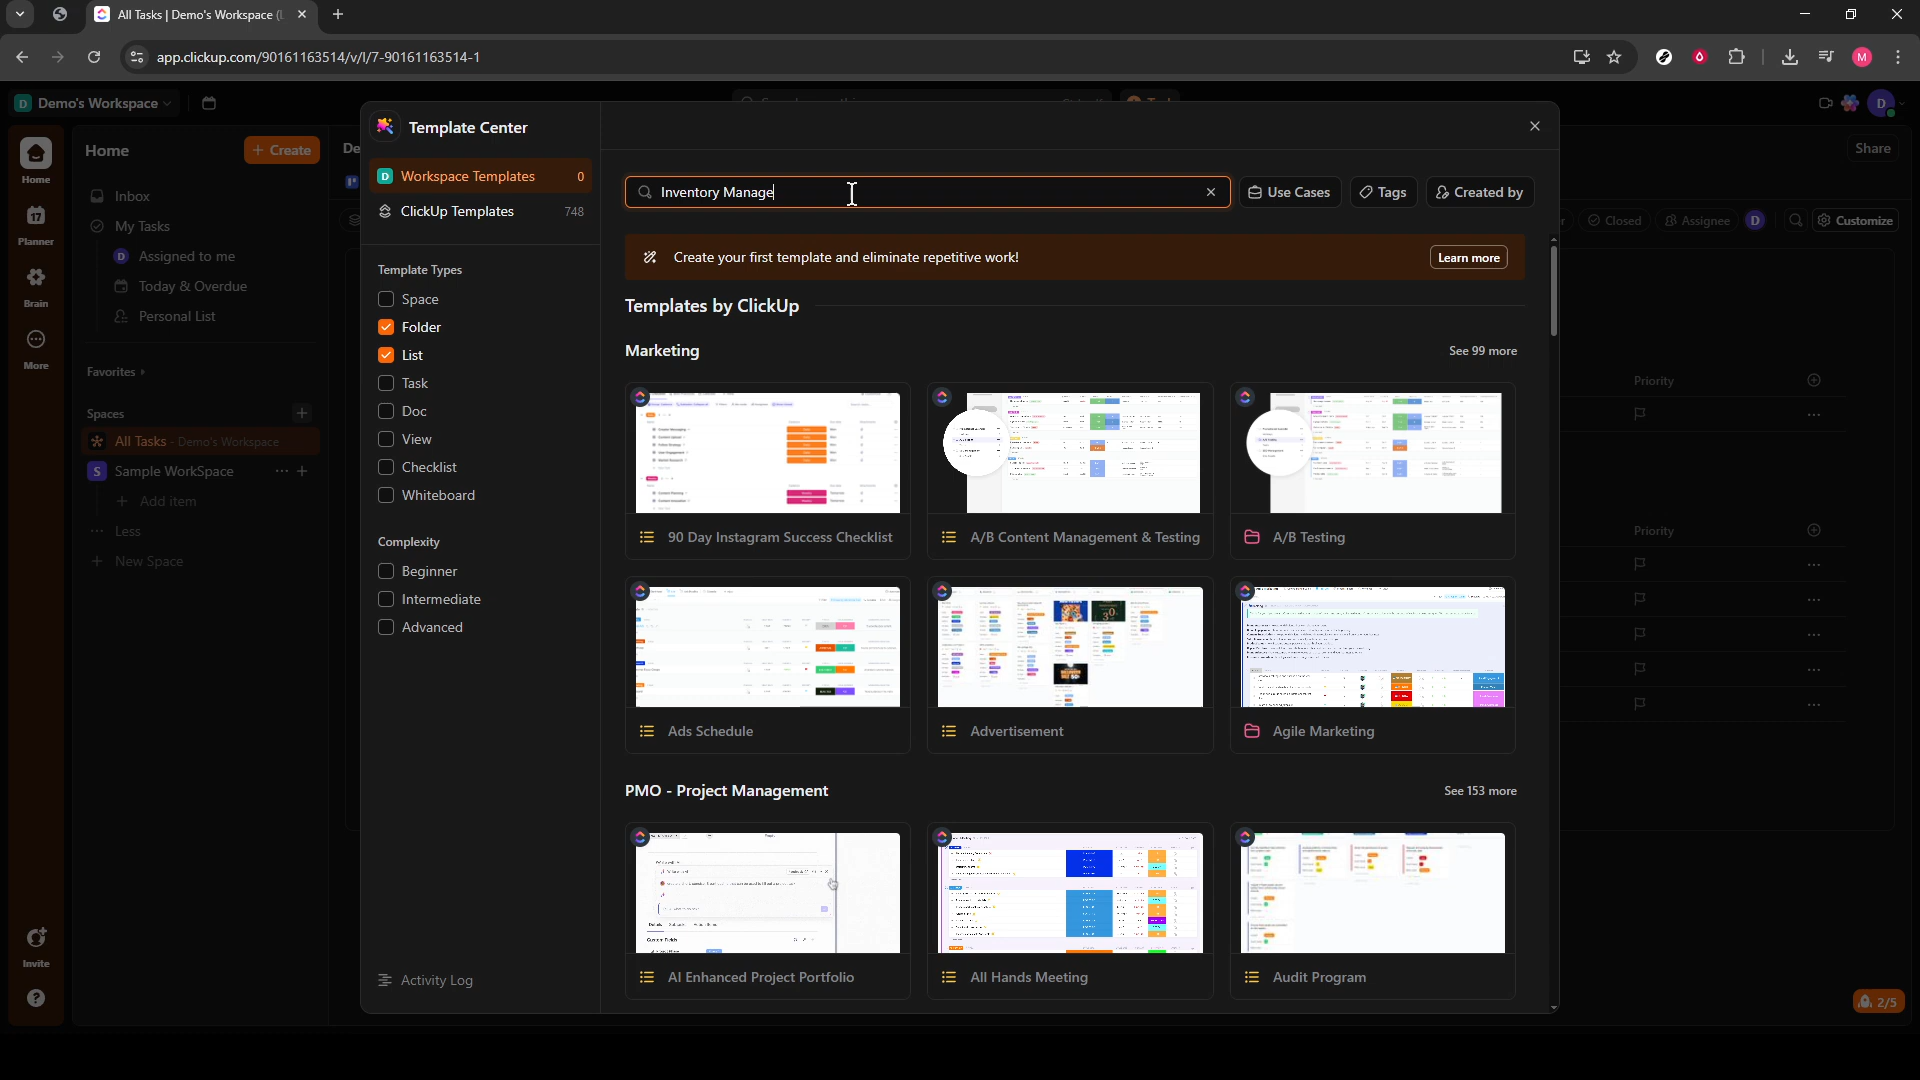 All Tasks | Demo's Workspace (L
app.clickup.com/90161163514/v/l/7-90161163514-1
M
D Demo's Workspace
D
Home
Planner
17
Brain
More
Invite
Home
+ Create
Inbox
My Tasks
D Assigned to me
Today & Overdue
Personal List
Favorites
Spaces
All Tasks - Demo's Workspace
S Sample WorkSpace
+ Add item
Less
+ New Space
De
Template Center
D Workspace Templates 0
ClickUp Templates 748
Template Types
Space
Folder
List
Task
Doc
View
Checklist
Whiteboard
Complexity
Beginner
Intermediate
Advanced
Activity Log
Inventory Manage
Use Cases
Tags
Created by
Create your first template and eliminate repetitive work!
Learn more
Templates by ClickUp
Marketing
See 99 more
90 Day Instagram Success Checklist
A/B Content Management & Testing
A/B Testing
Ads Schedule
Advertisement
Agile Marketing
PMO - Project Management
See 153 more
AI Enhanced Project Portfolio
All Hands Meeting
Audit Program
Share
Closed
Assignee
D
Customize
Priority
Priority
2/5